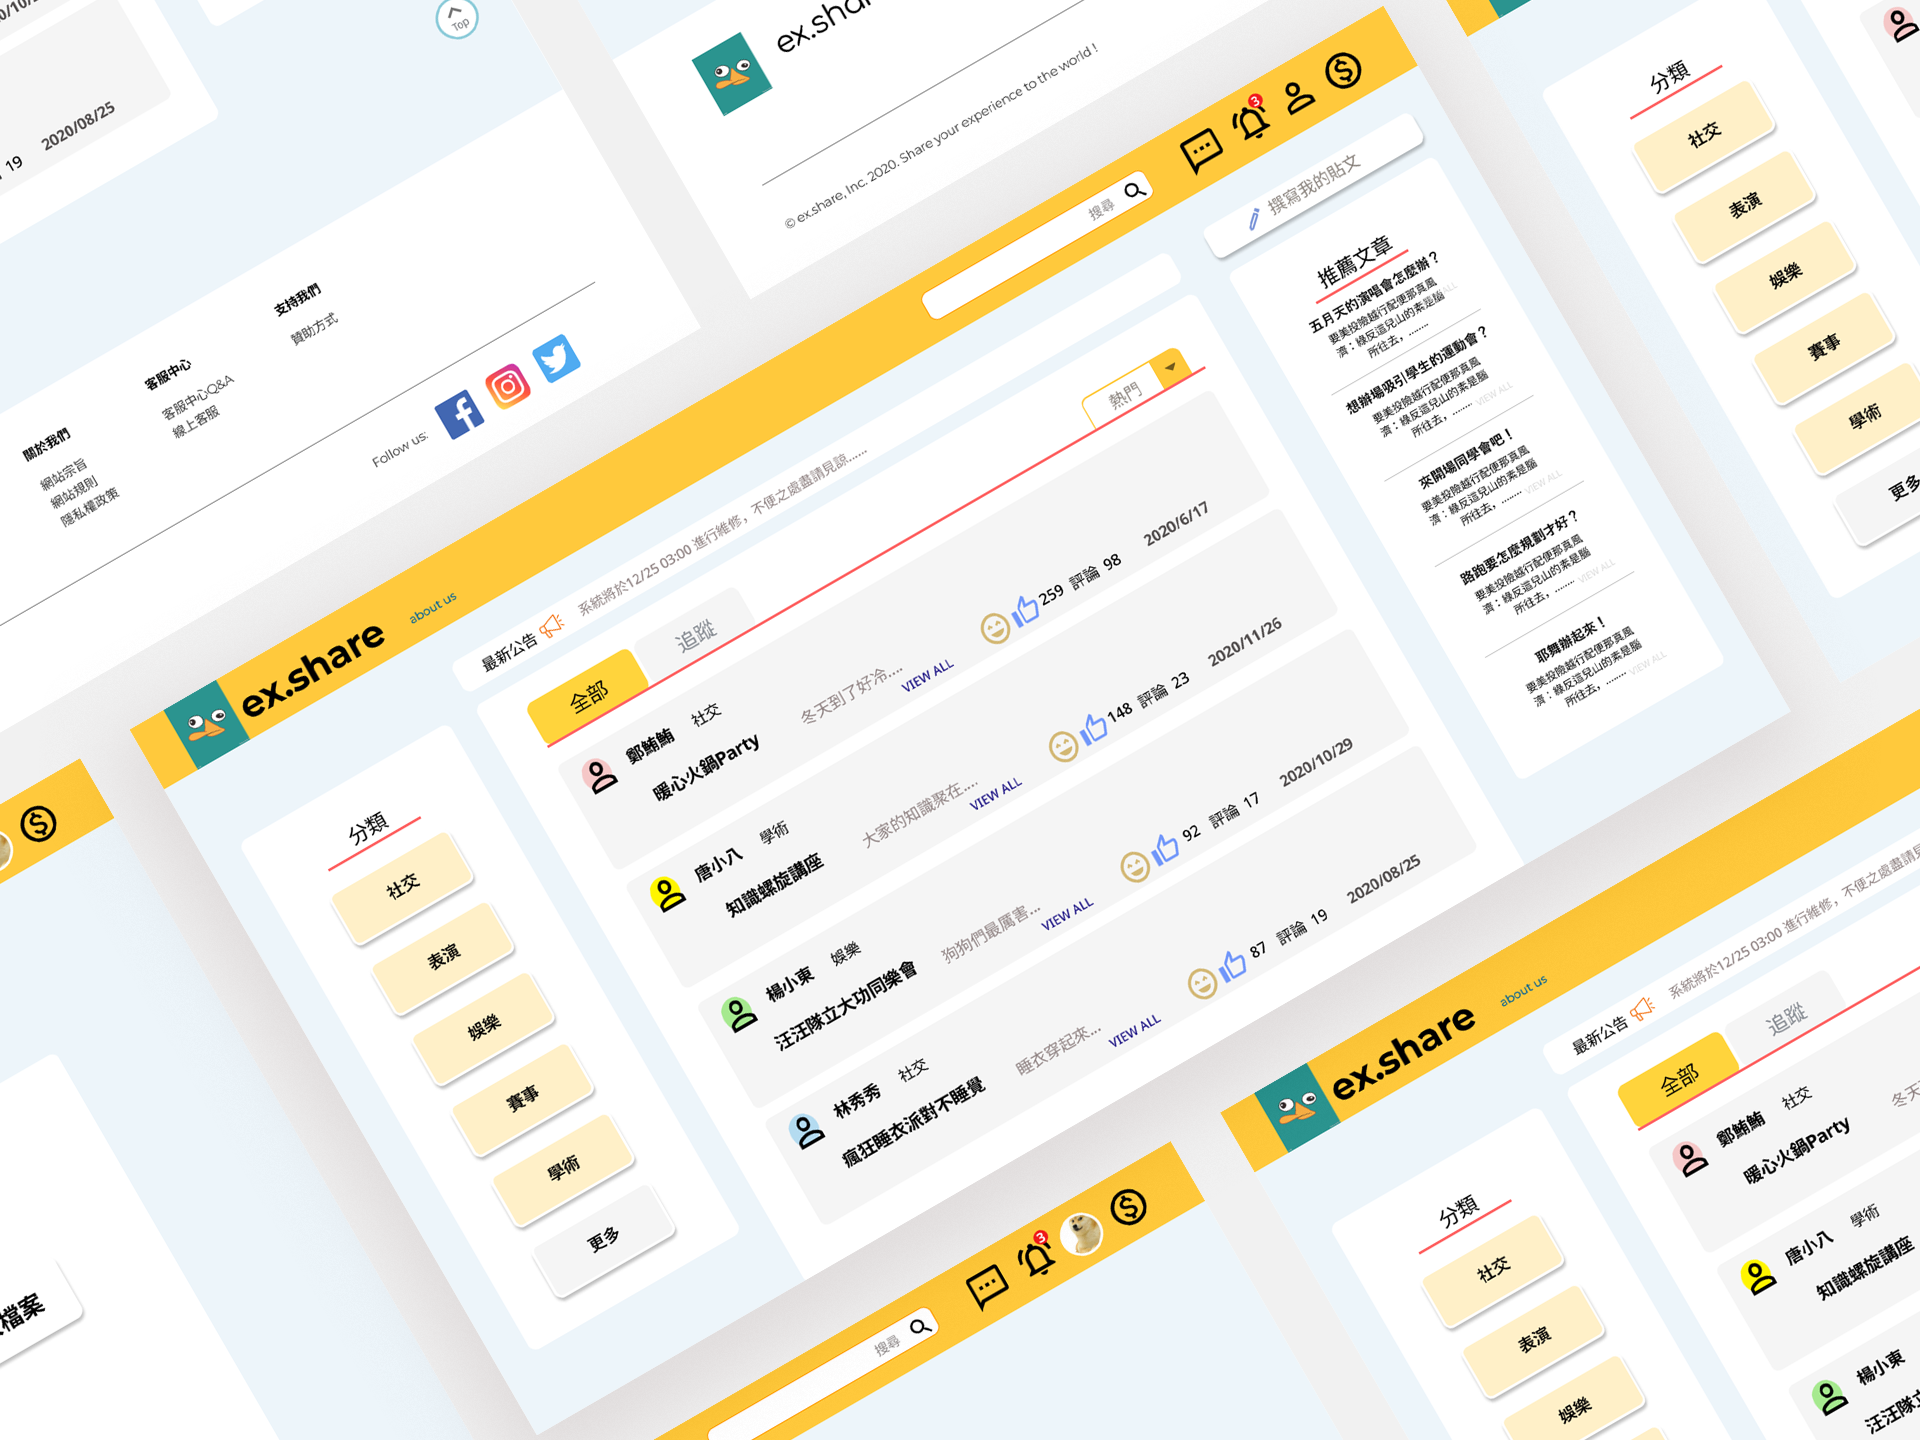 2020/08/25
19
Top
支持我們
贊助方式
客服中心
客服中心Q&A
線上客服
關於我們
網站宗旨
網站規則
隱私權政策
Follow us:
© ex.share, Inc. 2020. Share your experience to the world !
ex.share
about us
搜尋
3
撰寫我的貼文
最新公告
系統將於12/25 03:00 進行維修，不便之處盡請見諒......
分類
社交
表演
娛樂
賽事
學術
更多
全部
追蹤
熱門
鄭鮪鮪 社交
暖心火鍋Party
冬天到了好冷....
VIEW ALL
259 評論 98
2020/6/17
唐小八 學術
知識螺旋講座
大家的知識聚在....
VIEW ALL
148 評論 23
2020/11/26
楊小東 娛樂
汪汪隊立大功同樂會
狗狗們最厲害...
VIEW ALL
92 評論 17
2020/10/29
林秀秀 社交
瘋狂睡衣派對不睡覺
睡衣穿起來...
VIEW ALL
87 評論 19
2020/08/25
推薦文章
五月天的演唱會怎麼辦？
要美投險越行配便那真風
濟：綠反這兒山的素是腦
所往去，........
想辦場吸引學生的運動會？
要美投險越行配便那真風
濟：綠反這兒山的素是腦
所往去，........ VIEW ALL
來開場同學會吧！
要美投險越行配便那真風
濟：綠反這兒山的素是腦
所往去，........ VIEW ALL
路跑要怎麼規劃才好？
要美投險越行配便那真風
濟：綠反這兒山的素是腦
所往去，........ VIEW ALL
耶舞辦起來！
要美投險越行配便那真風
濟：綠反這兒山的素是腦
所往去，........ VIEW ALL
分類
社交
表演
娛樂
賽事
學術
更多
檔案
搜尋
3
ex.share
about us
最新公告
系統將於12/25 03:00 進行維修，不便之處盡請見
分類
社交
表演
娛樂
全部
追蹤
鄭鮪鮪 社交
暖心火鍋Party
冬天
唐小八 學術
知識螺旋講座
楊小東
汪汪隊立